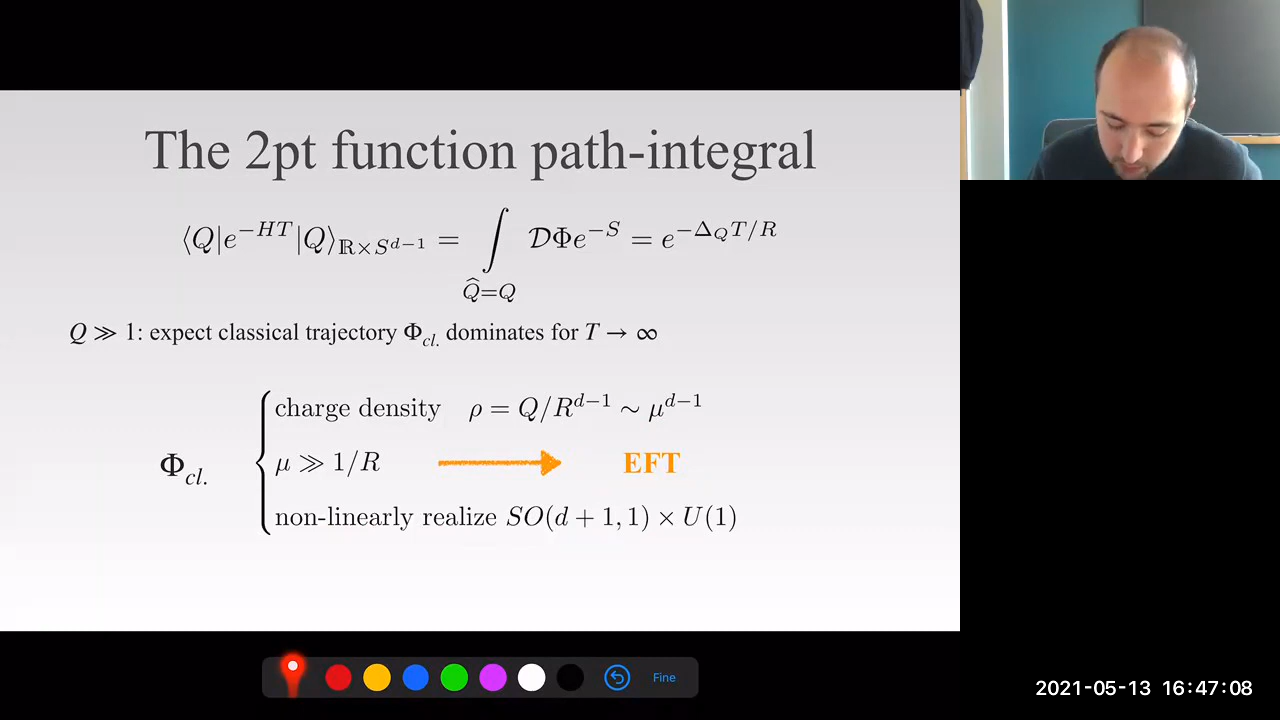 The 2pt function path-integral
⟨Q|e^{-HT}|Q⟩_{ℝ×S^{d-1}} = ∫_{\hat{Q}=Q} 𝒟Φe^{-S} = e^{-Δ_Q T/R}
Q ≫ 1: expect classical trajectory Φ_{cl.} dominates for T → ∞
charge density ρ = Q/R^{d-1} ∼ μ^{d-1}
Φ_{cl.} { μ ≫ 1/R EFT
non-linearly realize SO(d + 1, 1) × U(1)
Fine
2021-05-13 16:47:08